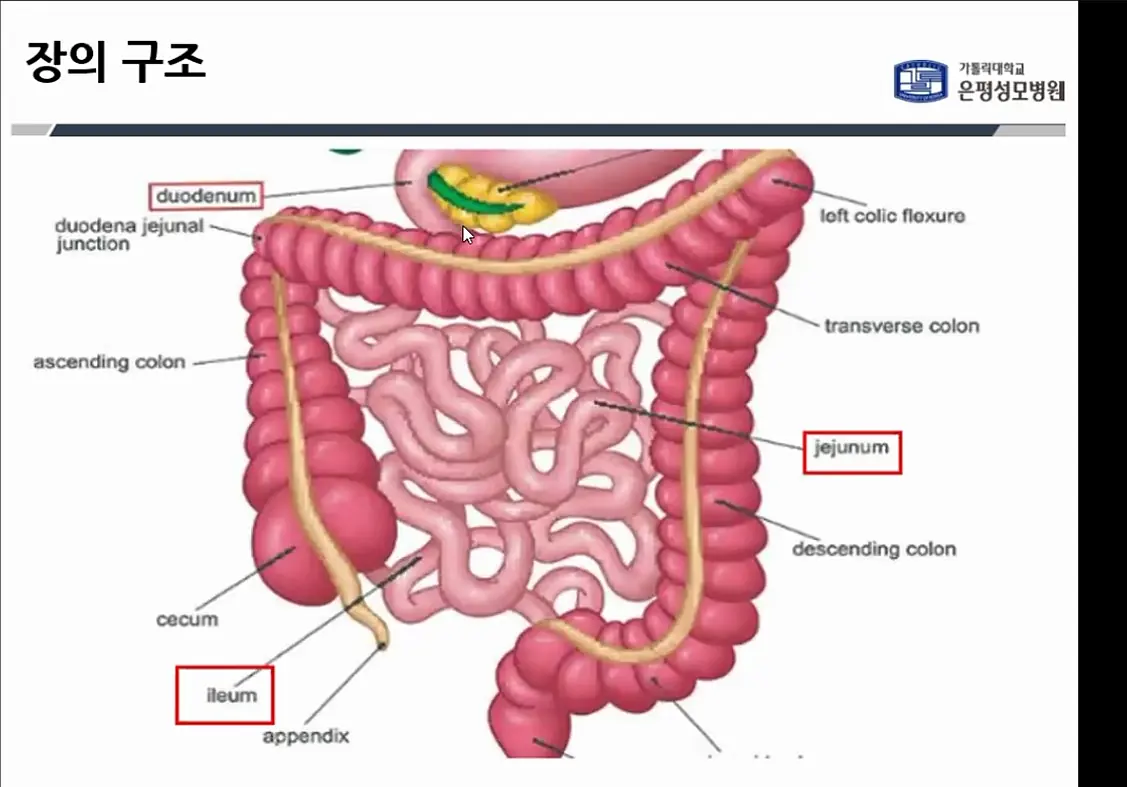 장의 구조
가톨릭대학교
은평성모병원
duodenum
duodena jejunal
junction
left colic flexure
transverse colon
ascending colon
jejunum
descending colon
cecum
ileum
appendix